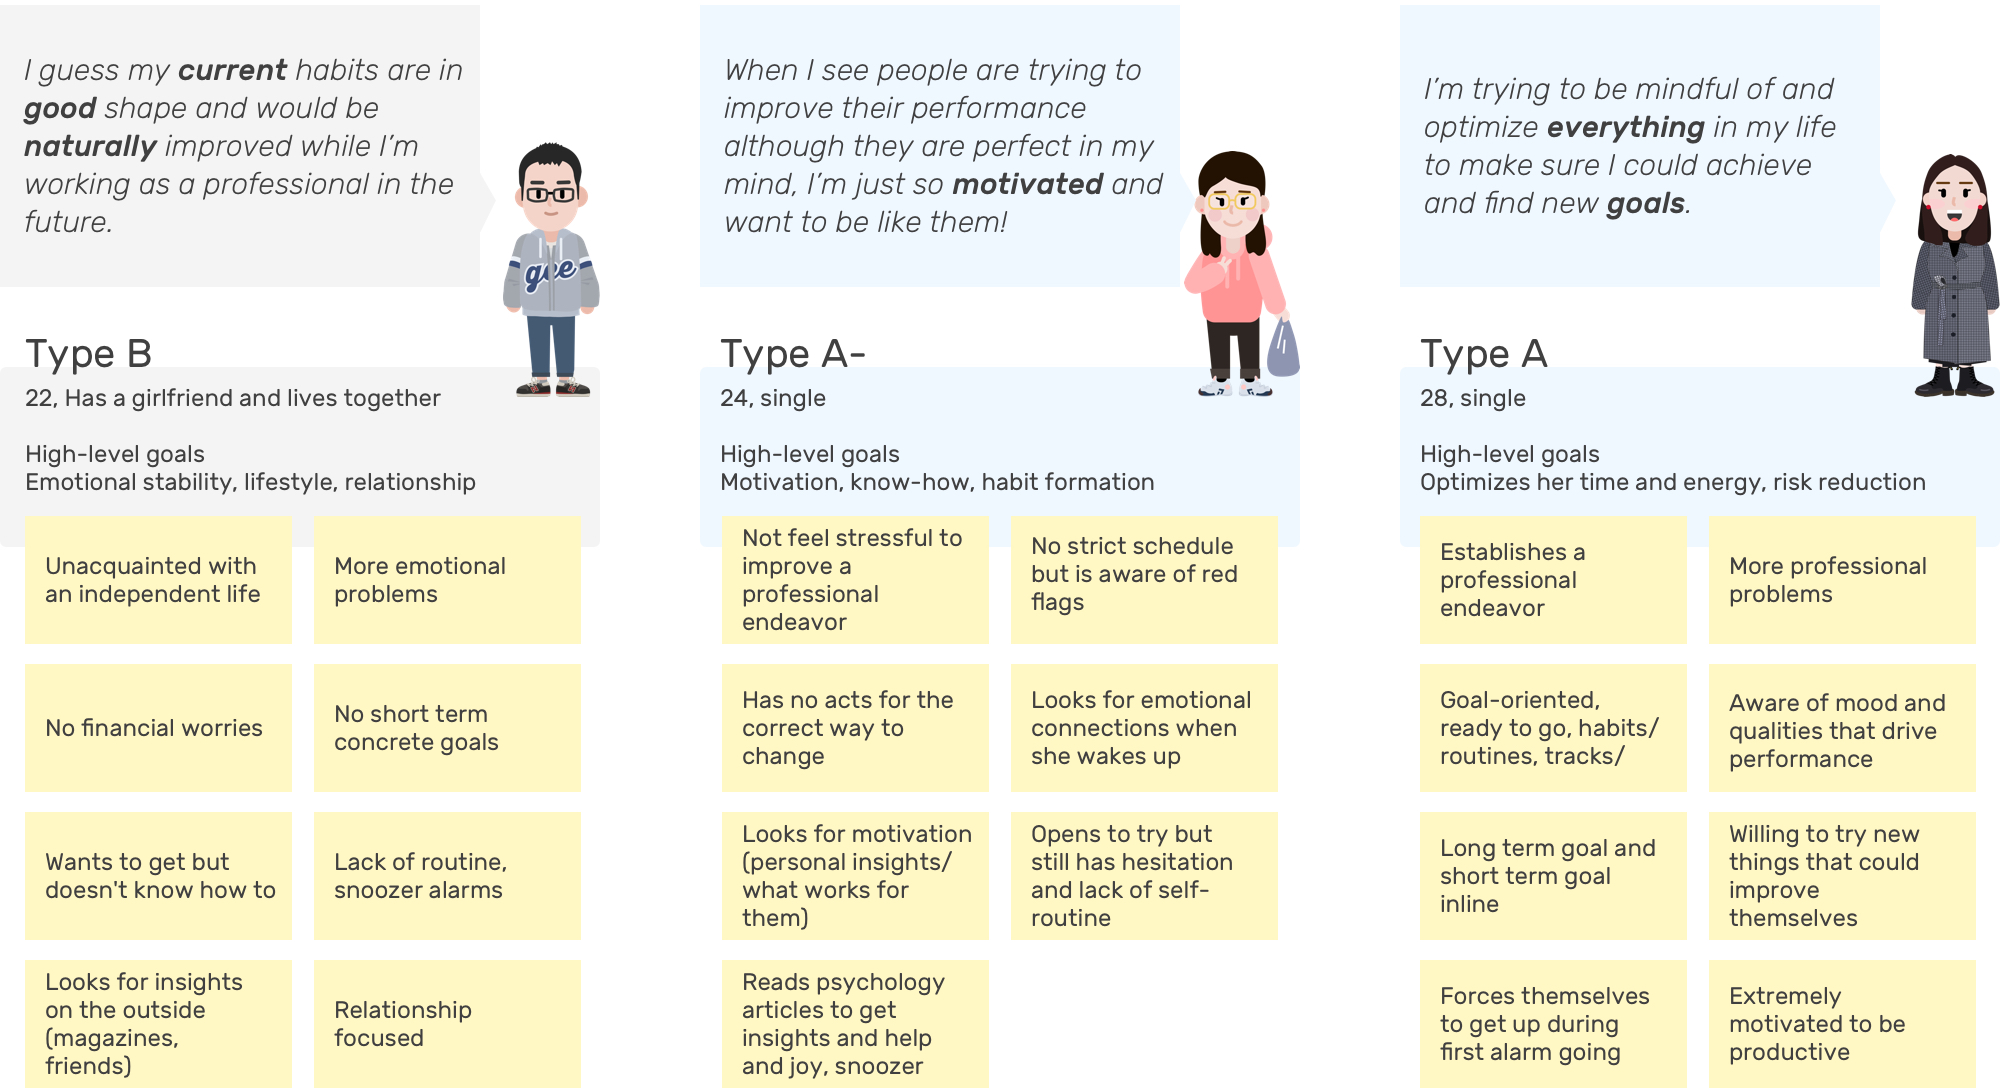 I guess my current habits are in
good shape and would be
naturally improved while I'm
working as a professional in the
future.
gee
Type B
22, Has a girlfriend and lives together
High-level goals
Emotional stability, lifestyle, relationship
Unacquainted with
an independent life
More emotional
problems
No financial worries
No short term
concrete goals
Wants to get but
doesn't know how to
Lack of routine,
snoozer alarms
Looks for insights
on the outside
(magazines,
friends)
Relationship
focused
When I see people are trying to
improve their performance
although they are perfect in my
mind, I'm just so motivated and
want to be like them!
Type A-
24, single
High-level goals
Motivation, know-how, habit formation
Not feel stressful to
improve a
professional
endeavor
No strict schedule
but is aware of red
flags
Has no acts for the
correct way to
change
Looks for emotional
connections when
she wakes up
Looks for motivation
(personal insights/
what works for
them)
Opens to try but
still has hesitation
and lack of self-
routine
Reads psychology
articles to get
insights and help
and joy, snoozer
I'm trying to be mindful of and
optimize everything in my life
to make sure I could achieve
and find new goals.
Type A
28, single
High-level goals
Optimizes her time and energy, risk reduction
Establishes a
professional
endeavor
More professional
problems
Goal-oriented,
ready to go, habits/
routines, tracks/
Aware of mood and
qualities that drive
performance
Long term goal and
short term goal
inline
Willing to try new
things that could
improve
themselves
Forces themselves
to get up during
first alarm going
Extremely
motivated to be
productive